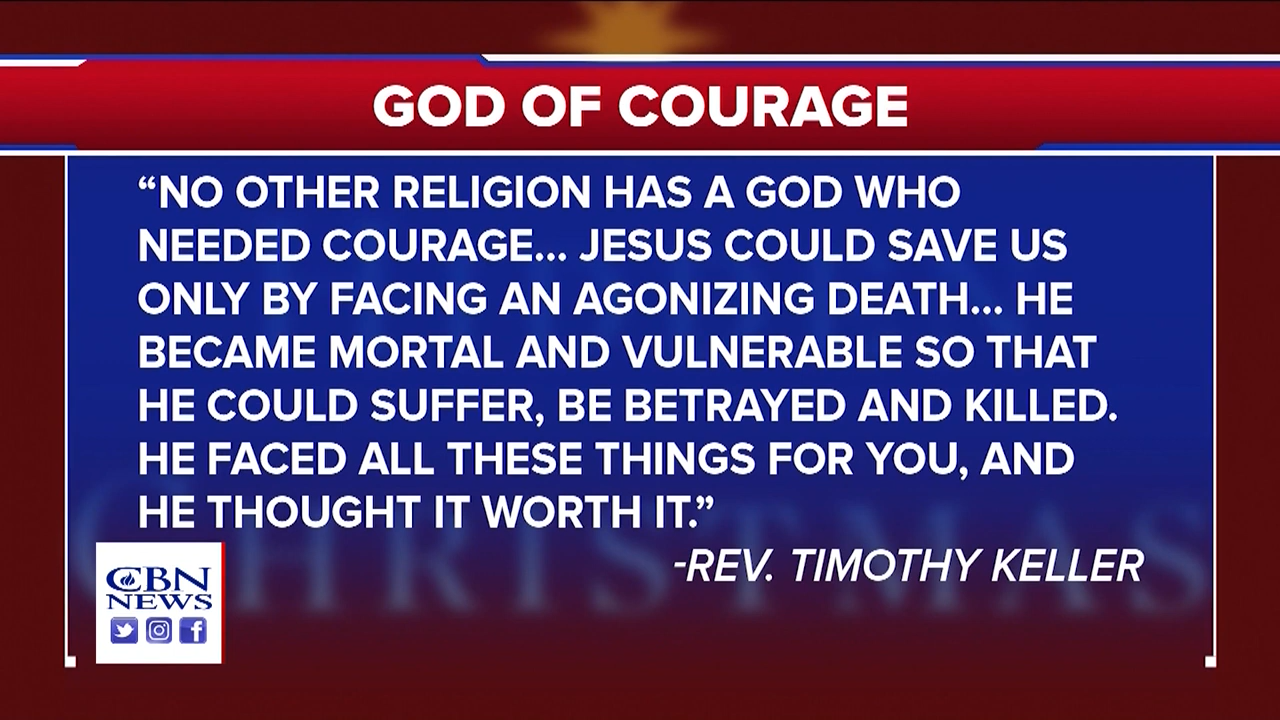 GOD OF COURAGE
“NO OTHER RELIGION HAS A GOD WHO
NEEDED COURAGE... JESUS COULD SAVE US
ONLY BY FACING AN AGONIZING DEATH... HE
BECAME MORTAL AND VULNERABLE SO THAT
HE COULD SUFFER, BE BETRAYED AND KILLED.
HE FACED ALL THESE THINGS FOR YOU, AND
HE THOUGHT IT WORTH IT.”
-REV. TIMOTHY KELLER
CHRISTMAS
CBN
NEWS